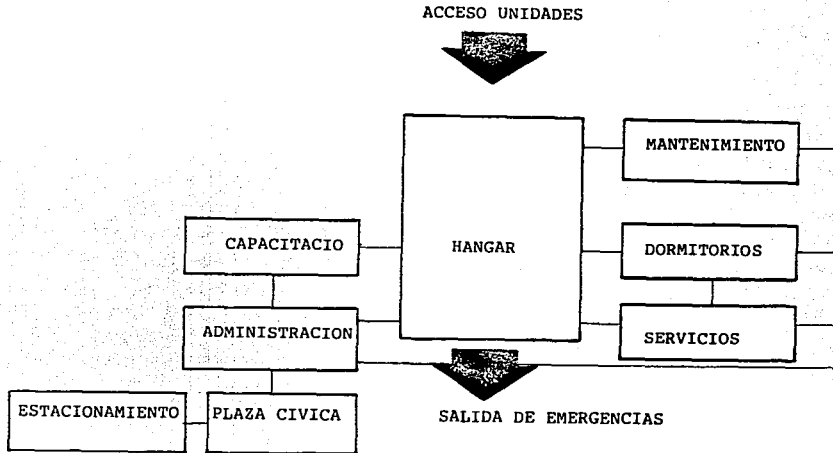 ACCESO UNIDADES
MANTENIMIENTO
CAPACITACIO
HANGAR
DORMITORIOS
ADMINISTRACION
SERVICIOS
ESTACIONAMIENTO
PLAZA CIVICA
SALIDA DE EMERGENCIAS